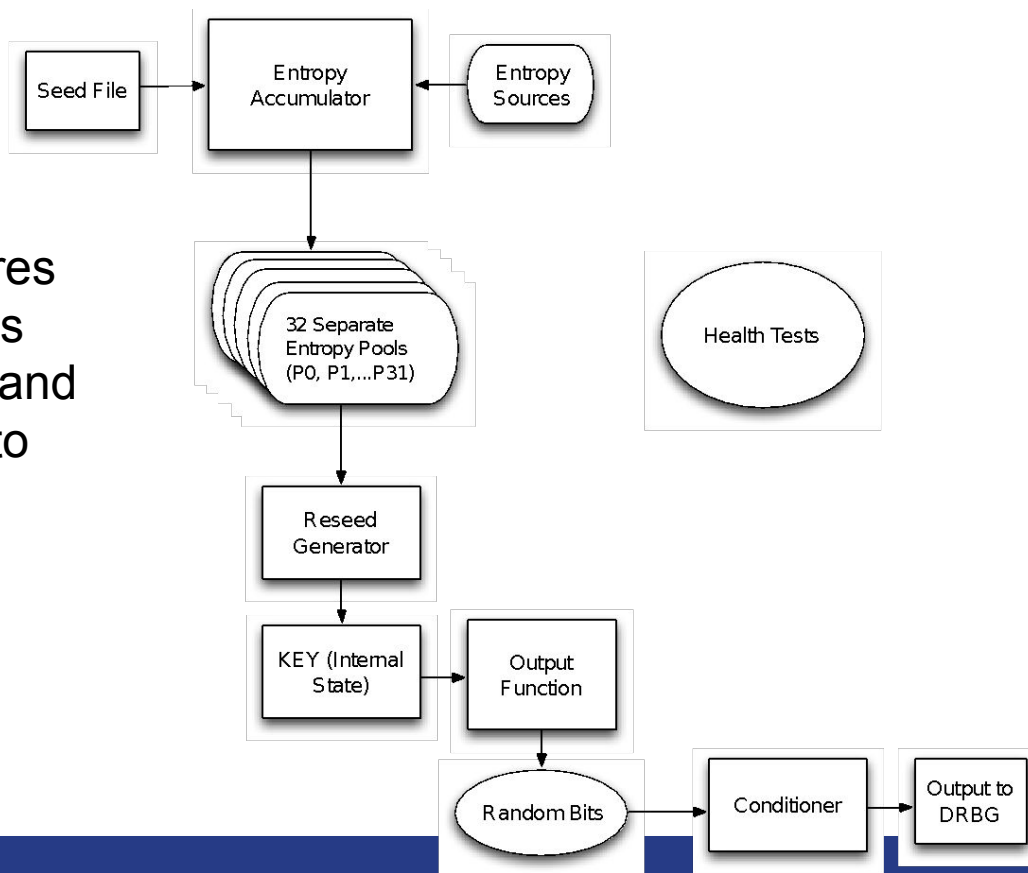 Seed File
Entropy
Accumulator
Entropy
Sources
res
s
and
to
32 Separate
Entropy Pools
(P0, P1,...P31)
Health Tests
Reseed
Generator
KEY (Internal
State)
Output
Function
Random Bits
Conditioner
Output to
DRBG